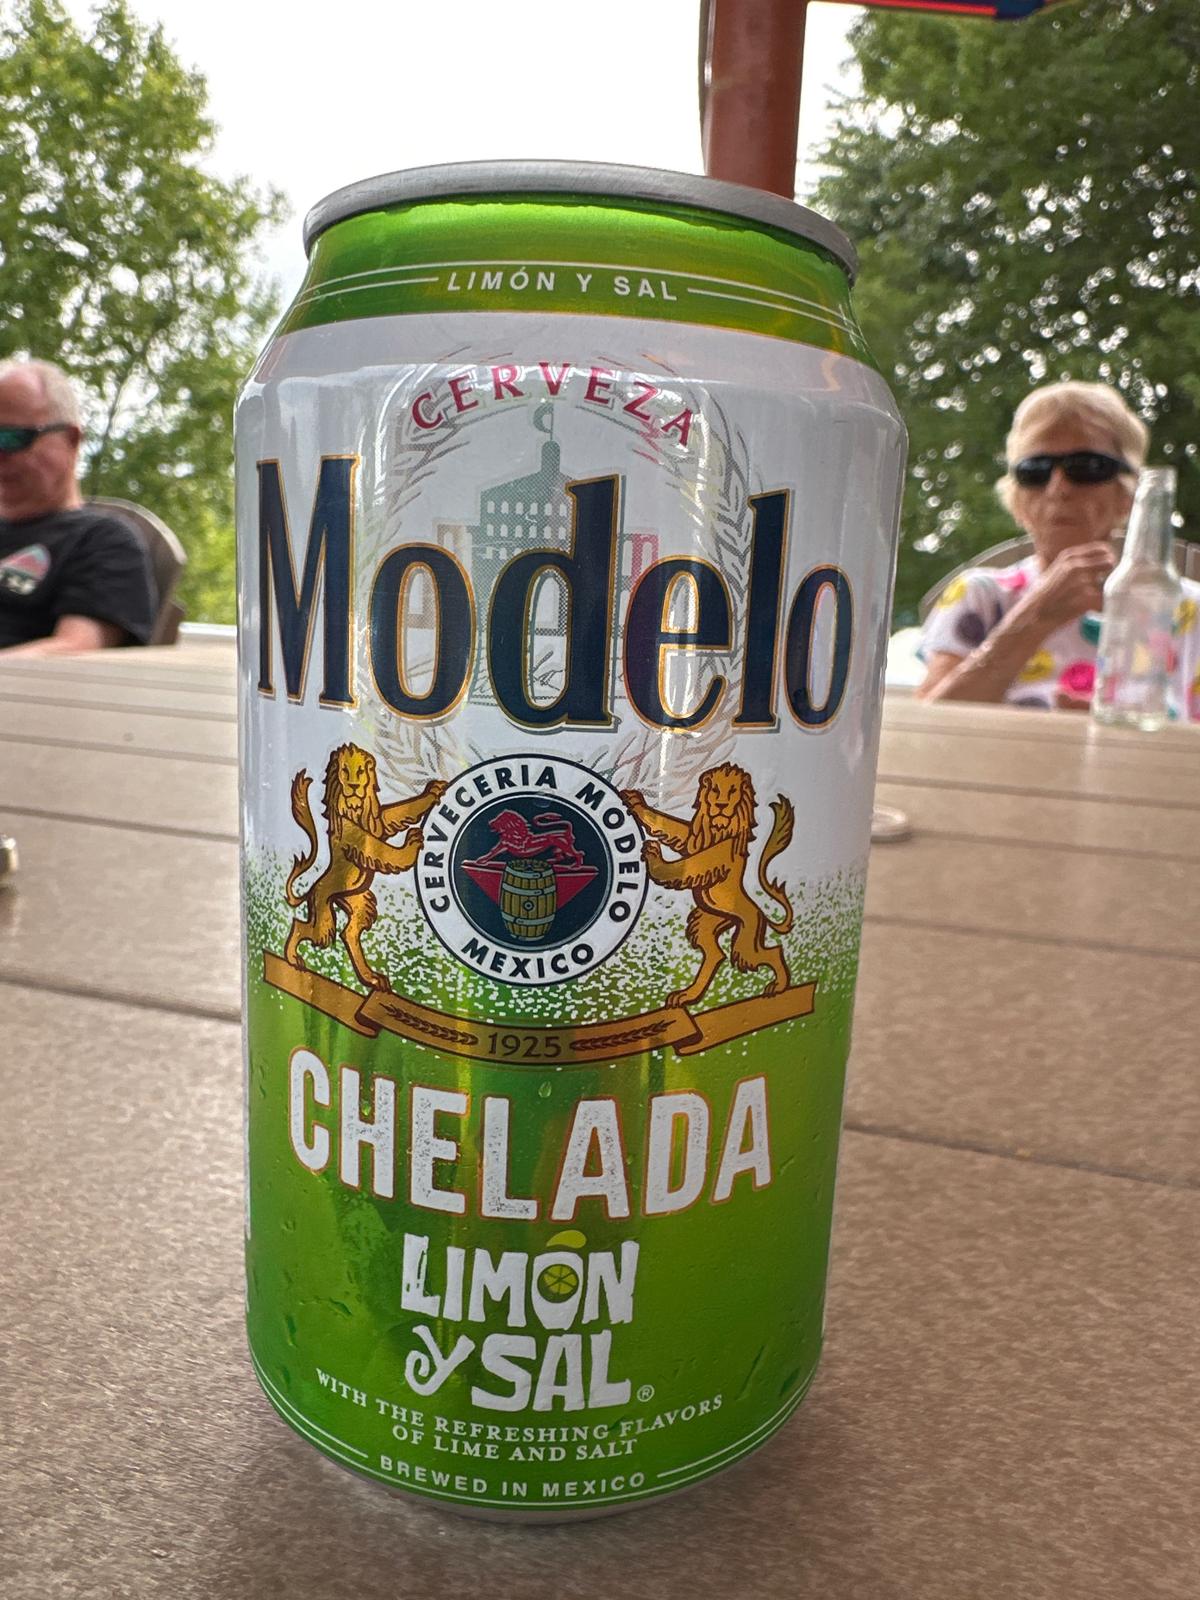 LIMÓN Y SAL
CERVEZA
Modelo
CERVECERIA MODELO
MEXICO
1925
CHELADA
LIMÓN
y SAL®
WITH THE REFRESHING FLAVORS
OF LIME AND SALT
BREWED IN MEXICO